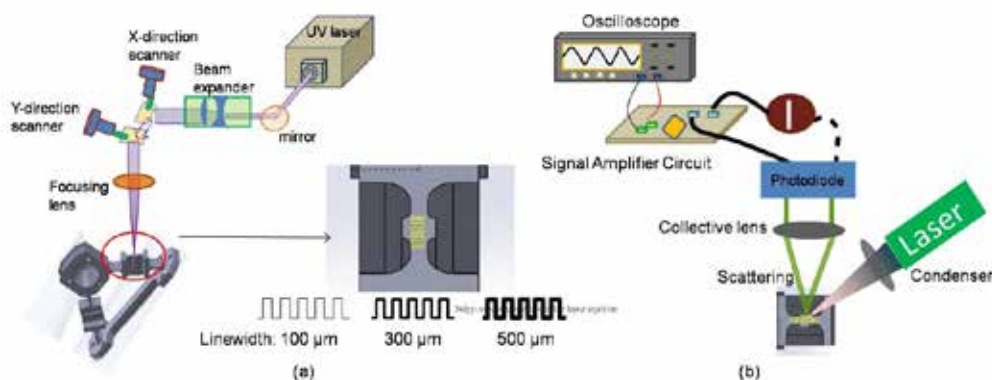 UV laser
X-direction
scanner
Beam
expander
Y-direction
scanner
mirror
Focusing
lens
Linewidth: 100 µm
300 µm
500 µm
(a)
Oscilloscope
Signal Amplifier Circuit
Photodiode
Collective lens
Laser
Scattering
Condenser
(b)